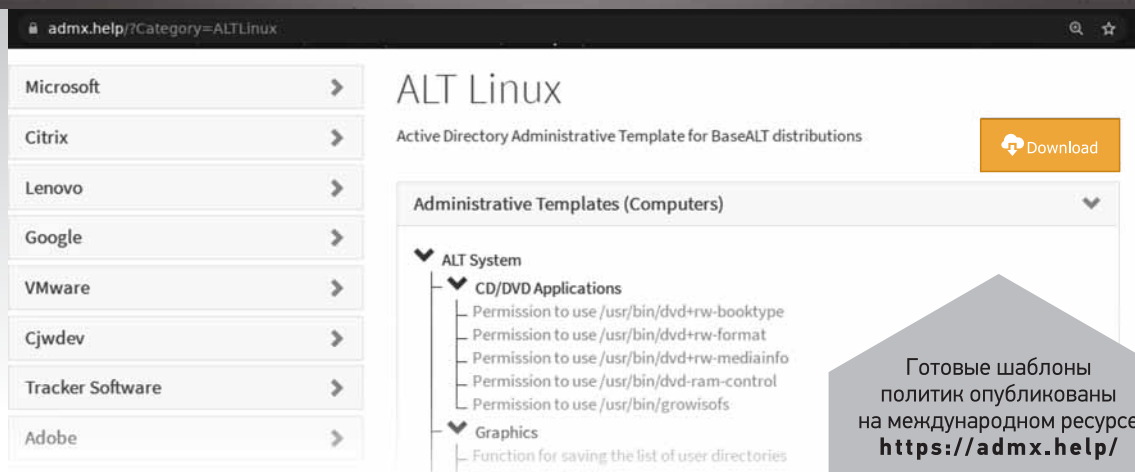 admx.help/?Category=ALTLinux
Microsoft
Citrix
Lenovo
Google
VMware
Cjwdev
Tracker Software
Adobe
ALT Linux
Active Directory Administrative Template for BaseALT distributions
Download
Administrative Templates (Computers)
ALT System
CD/DVD Applications
Permission to use /usr/bin/dvd+rw-booktype
Permission to use /usr/bin/dvd+rw-format
Permission to use /usr/bin/dvd+rw-mediainfo
Permission to use /usr/bin/dvd-ram-control
Permission to use /usr/bin/growisofs
Graphics
Function for saving the list of user directories
Готовые шаблоны
политик опубликованы
на международном ресурсе
https://admx.help/